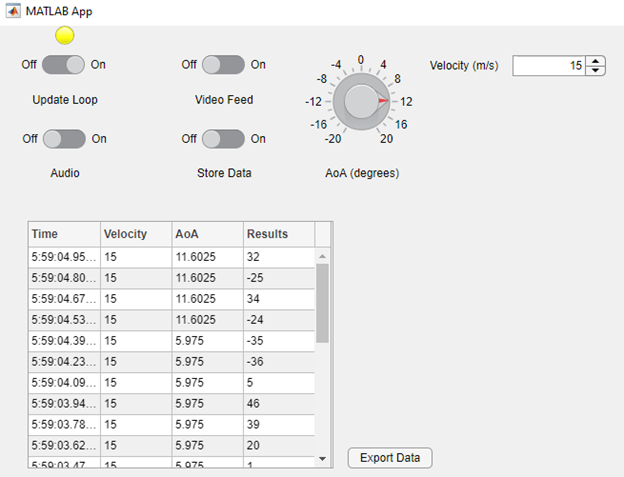 MATLAB App
Off On Off On Velocity (m/s) 15
Update Loop Video Feed
-20 -16 -12 -8 -4 0 4 8 12 16 20
Off On Off On
Audio Store Data AoA (degrees)
Time Velocity AoA Results
5:59:04.95... 15 11.6025 32
5:59:04.80... 15 11.6025 -25
5:59:04.67... 15 11.6025 34
5:59:04.53... 15 11.6025 -24
5:59:04.39... 15 5.975 -35
5:59:04.23... 15 5.975 -36
5:59:04.09... 15 5.975 5
5:59:03.94... 15 5.975 46
5:59:03.78... 15 5.975 39
5:59:03.62... 15 5.975 20
5:59:03.47 15 5.975 1
Export Data